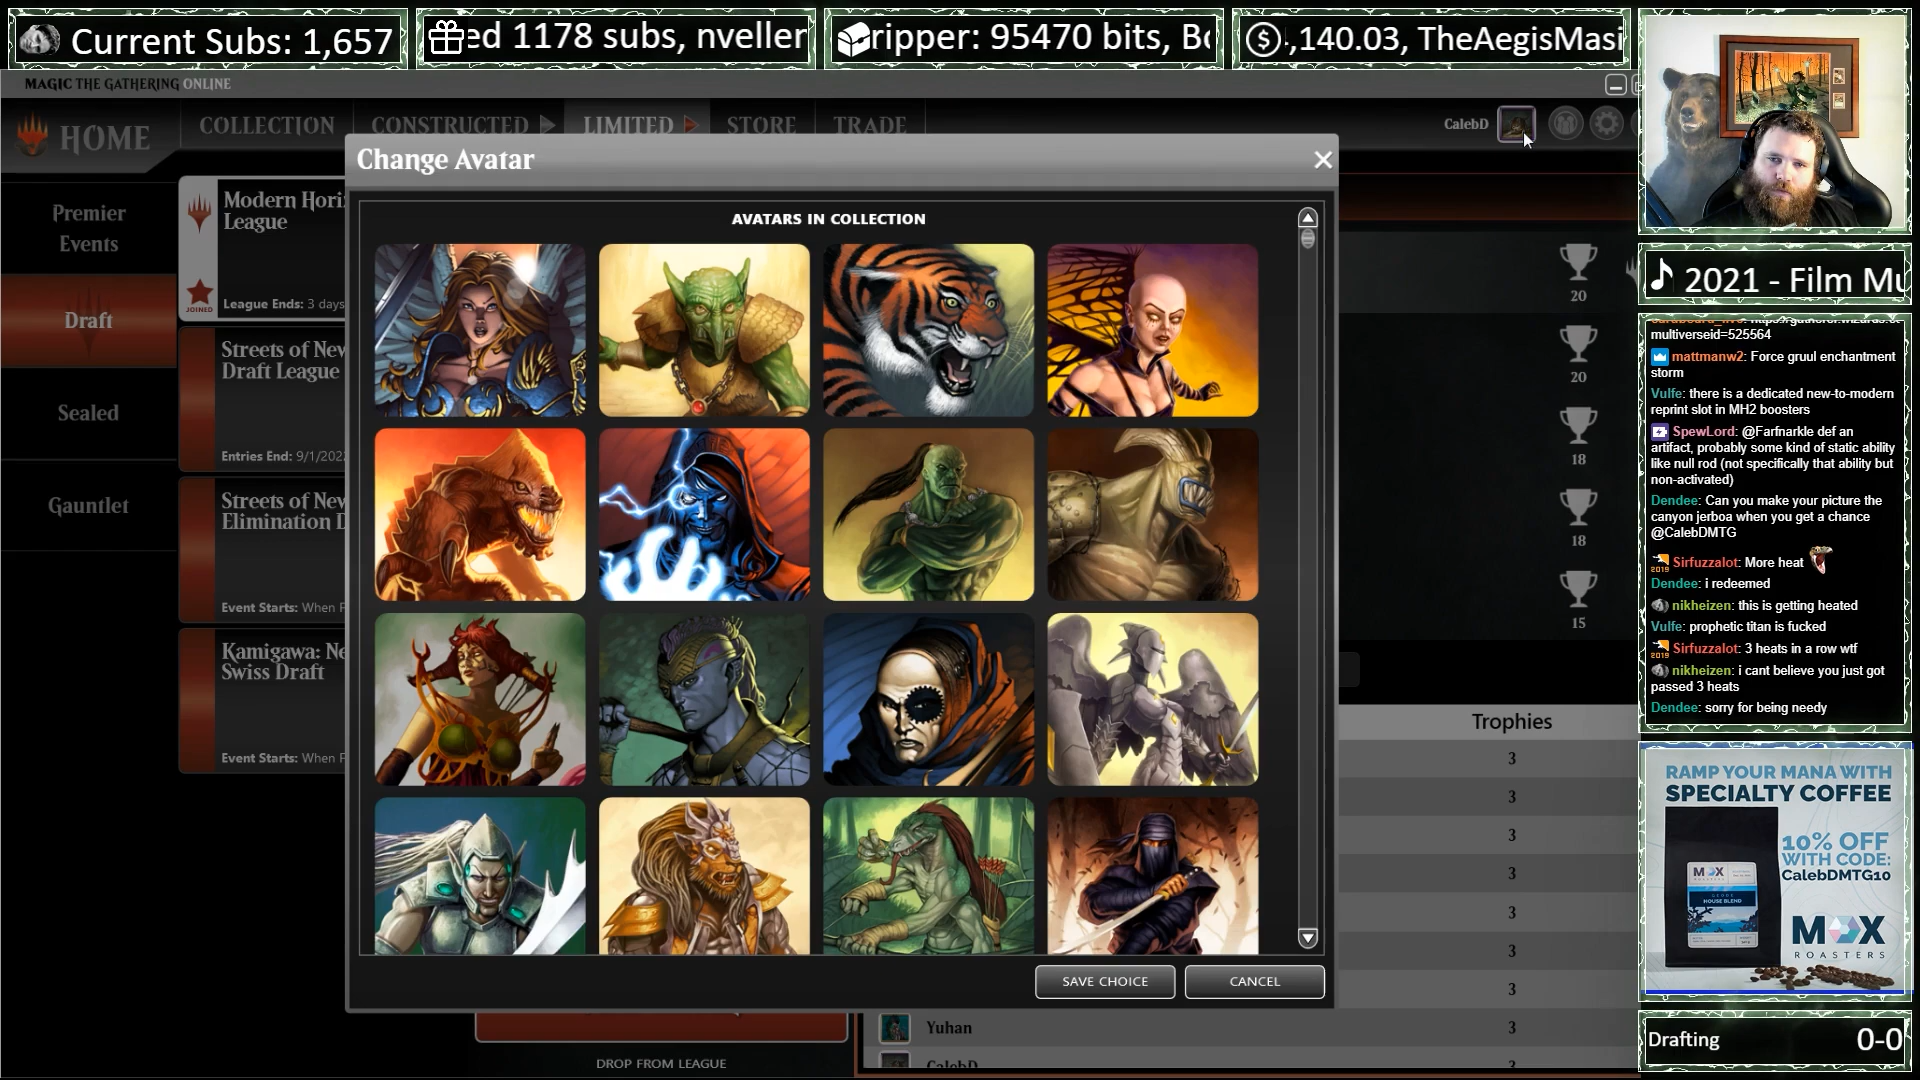 Current Subs: 1,657
ed 1178 subs, nveller
ripper: 95470 bits, Bo
,140.03, TheAegisMasi
MAGIC THE GATHERING ONLINE
HOME
COLLECTION
CONSTRUCTED
LIMITED
STORE
TRADE
CalebD
Change Avatar
AVATARS IN COLLECTION
Premier
Events
Draft
Sealed
Gauntlet
Modern Hori
League
JOINED
League Ends: 3 days
Streets of New
Draft League
Entries End: 9/1/202
Streets of New
Elimination D
Event Starts: When F
Kamigawa: Ne
Swiss Draft
Event Starts: When F
20
20
18
18
15
Trophies
3
3
3
3
3
3
3
Yuhan 3
CalebD 3
SAVE CHOICE
CANCEL
DROP FROM LEAGUE
2021 - Film Mu
multiverseid=525564
mattmanw2: Force gruul enchantment
storm
Vulfe: there is a dedicated new-to-modern
reprint slot in MH2 boosters
SpewLord: @Farfnarkle def an
artifact, probably some kind of static ability
like null rod (not specifically that ability but
non-activated)
Dendee: Can you make your picture the
canyon jerboa when you get a chance
@CalebDMTG
2019 Sirfuzzalot: More heat
Dendee: i redeemed
nikheizen: this is getting heated
Vulfe: prophetic titan is fucked
2019 Sirfuzzalot: 3 heats in a row wtf
nikheizen: i cant believe you just got
passed 3 heats
Dendee: sorry for being needy
RAMP YOUR MANA WITH
SPECIALTY COFFEE
10% OFF
WITH CODE:
CalebDMTG10
MOX
HOUSE BLEND
MOX
ROASTERS
Drafting 0-0